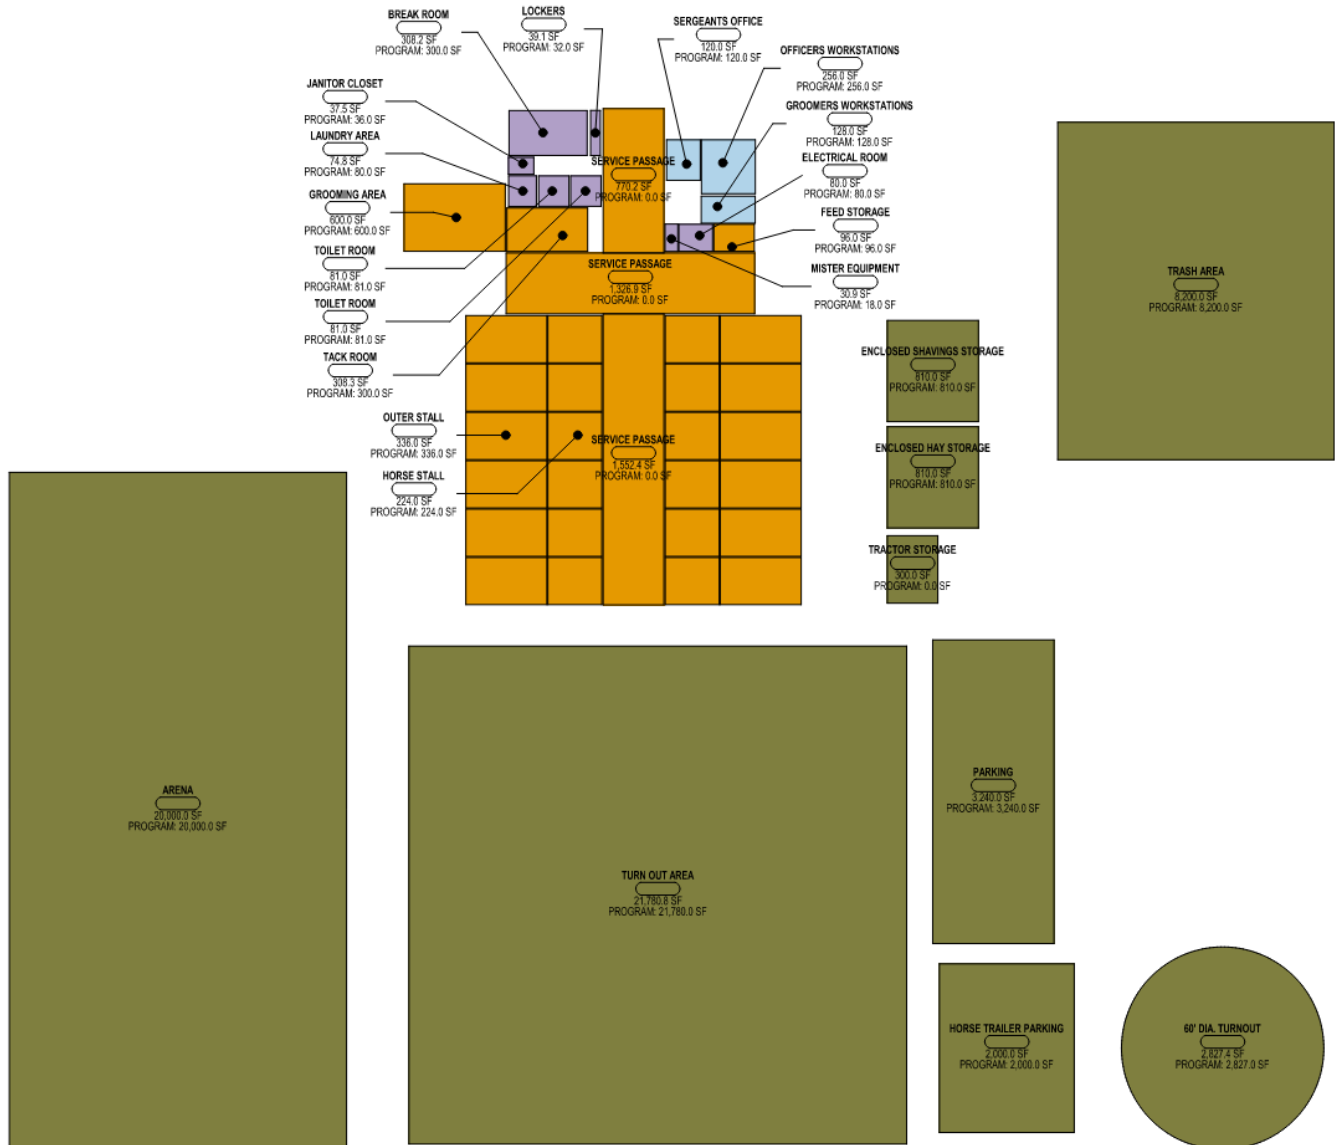 BREAK ROOM
308.2 SF
PROGRAM: 300.0 SF
LOCKERS
39.1 SF
PROGRAM: 32.0 SF
SERGEANTS OFFICE
120.0 SF
PROGRAM: 120.0 SF
OFFICERS WORKSTATIONS
256.0 SF
PROGRAM: 256.0 SF
JANITOR CLOSET
37.5 SF
PROGRAM: 36.0 SF
GROOMERS WORKSTATIONS
128.0 SF
PROGRAM: 128.0 SF
LAUNDRY AREA
74.8 SF
PROGRAM: 80.0 SF
SERVICE PASSAGE
770.2 SF
PROGRAM: 0.0 SF
ELECTRICAL ROOM
80.0 SF
PROGRAM: 80.0 SF
GROOMING AREA
600.0 SF
PROGRAM: 600.0 SF
FEED STORAGE
96.0 SF
PROGRAM: 96.0 SF
TOILET ROOM
81.0 SF
PROGRAM: 81.0 SF
SERVICE PASSAGE
1,326.9 SF
PROGRAM: 0.0 SF
MISTER EQUIPMENT
30.9 SF
PROGRAM: 18.0 SF
TRASH AREA
8,200.0 SF
PROGRAM: 8,200.0 SF
TOILET ROOM
81.0 SF
PROGRAM: 81.0 SF
TACK ROOM
308.3 SF
PROGRAM: 300.0 SF
ENCLOSED SHAVINGS STORAGE
810.0 SF
PROGRAM: 810.0 SF
OUTER STALL
336.0 SF
PROGRAM: 336.0 SF
SERVICE PASSAGE
1,552.4 SF
PROGRAM: 0.0 SF
ENCLOSED HAY STORAGE
810.0 SF
PROGRAM: 810.0 SF
HORSE STALL
224.0 SF
PROGRAM: 224.0 SF
TRACTOR STORAGE
300.0 SF
PROGRAM: 0.0 SF
ARENA
20,000.0 SF
PROGRAM: 20,000.0 SF
PARKING
3,240.0 SF
PROGRAM: 3,240.0 SF
TURN OUT AREA
21,780.8 SF
PROGRAM: 21,780.0 SF
HORSE TRAILER PARKING
2,000.0 SF
PROGRAM: 2,000.0 SF
60' DIA. TURNOUT
2,827.4 SF
PROGRAM: 2,827.0 SF